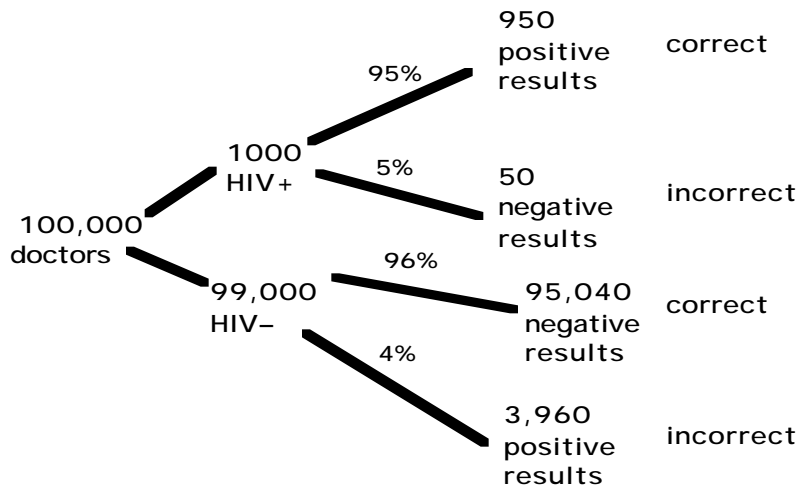 950
positive
results
correct
95%
1000
HIV+
5%
50
negative
results
incorrect
100,000
doctors
96%
99,000
HIV–
95,040
negative
results
correct
4%
3,960
positive
results
incorrect